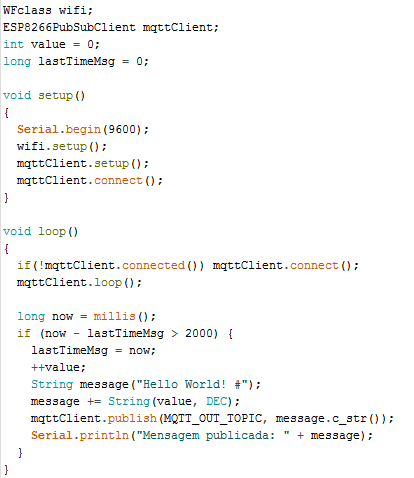 WFclass wifi;
ESP8266PubSubClient mqttClient;
int value = 0;
long lastTimeMsg = 0;

void setup()
{
  Serial.begin(9600);
  wifi.setup();
  mqttClient.setup();
  mqttClient.connect();
}

void loop()
{
  if(!mqttClient.connected()) mqttClient.connect();
  mqttClient.loop();

  long now = millis();
  if (now - lastTimeMsg > 2000) {
    lastTimeMsg = now;
    ++value;
    String message("Hello World! #");
    message += String(value, DEC);
    mqttClient.publish(MQTT_OUT_TOPIC, message.c_str());
    Serial.println("Mensagem publicada: " + message);
  }
}